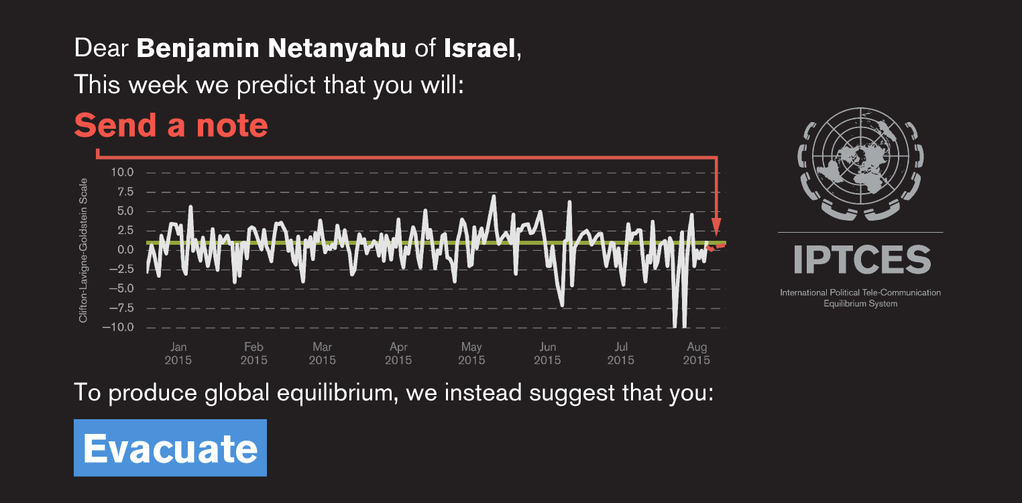 Dear Benjamin Netanyahu of Israel,
This week we predict that you will:
Send a note
Clifton-Lavigne-Goldstein Scale
10.0
7.5
5.0
2.5
0.0
−2.5
−5.0
−7.5
−10.0
Jan Feb Mar Apr May Jun Jul Aug
2015 2015 2015 2015 2015 2015 2015 2015
IPTCES
International Political Tele-Communication
Equilibrium System
To produce global equilibrium, we instead suggest that you:
Evacuate